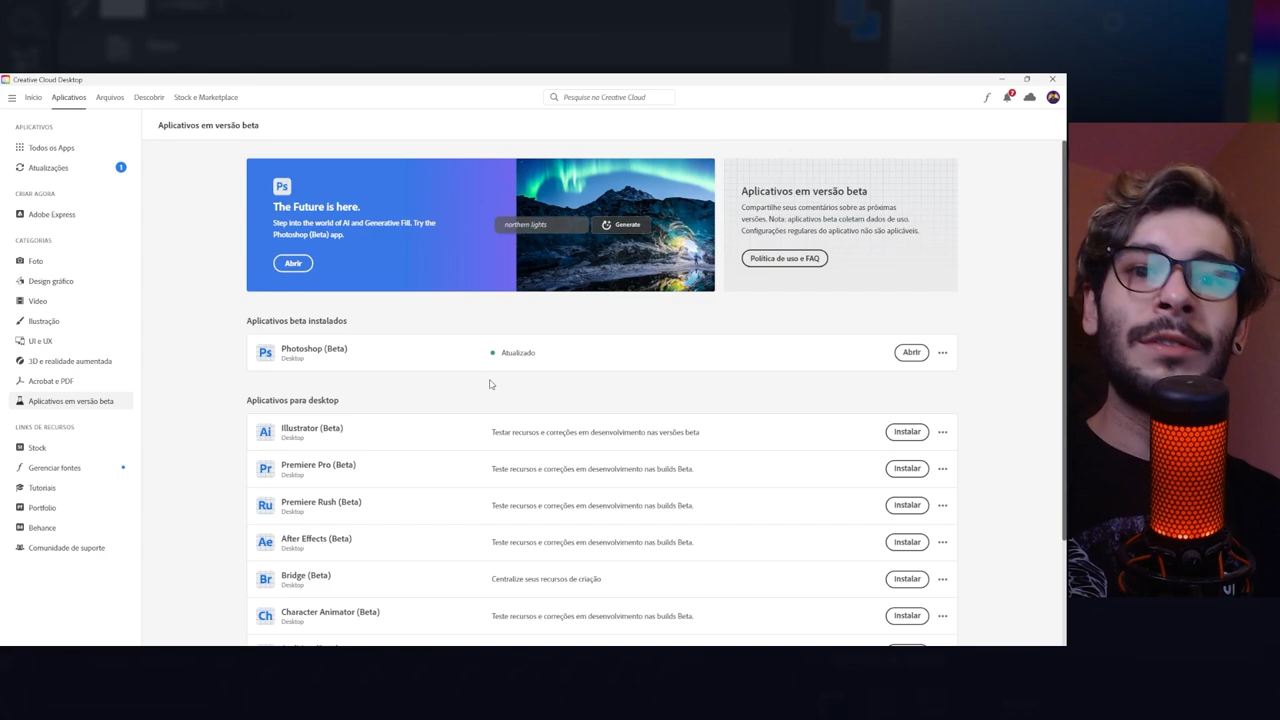 Creative Cloud Desktop
Início Aplicativos Arquivos Descobrir Stock e Marketplace
Pesquise na Creative Cloud
7
APLICATIVOS
Todos os Apps
Atualizações 1
CRIAR AGORA
Adobe Express
CATEGORIAS
Foto
Design gráfico
Vídeo
Ilustração
UI e UX
3D e realidade aumentada
Acrobat e PDF
Aplicativos em versão beta
LINKS DE RECURSOS
St Stock
Gerenciar fontes
Tutoriais
Portfolio
Bē Behance
Comunidade de suporte
Aplicativos em versão beta
Ps
The Future is here.
Step into the world of AI and Generative Fill. Try the
Photoshop (Beta) app.
Abrir
northern lights Generate
Aplicativos em versão beta
Compartilhe seus comentários sobre as próximas
versões. Nota: aplicativos beta coletam dados de uso.
Configurações regulares do aplicativo não são aplicáveis.
Política de uso e FAQ
Aplicativos beta instalados
Ps Photoshop (Beta)
Desktop
Atualizado
Abrir
Aplicativos para desktop
Ai Illustrator (Beta)
Desktop
Testar recursos e correções em desenvolvimento nas versões beta
Instalar
Pr Premiere Pro (Beta)
Desktop
Teste recursos e correções em desenvolvimento nas builds Beta.
Instalar
Ru Premiere Rush (Beta)
Desktop
Teste recursos e correções em desenvolvimento nas builds Beta.
Instalar
Ae After Effects (Beta)
Desktop
Teste recursos e correções em desenvolvimento nas builds Beta.
Instalar
Br Bridge (Beta)
Desktop
Centralize seus recursos de criação
Instalar
Ch Character Animator (Beta)
Desktop
Teste recursos e correções em desenvolvimento nas builds Beta.
Instalar